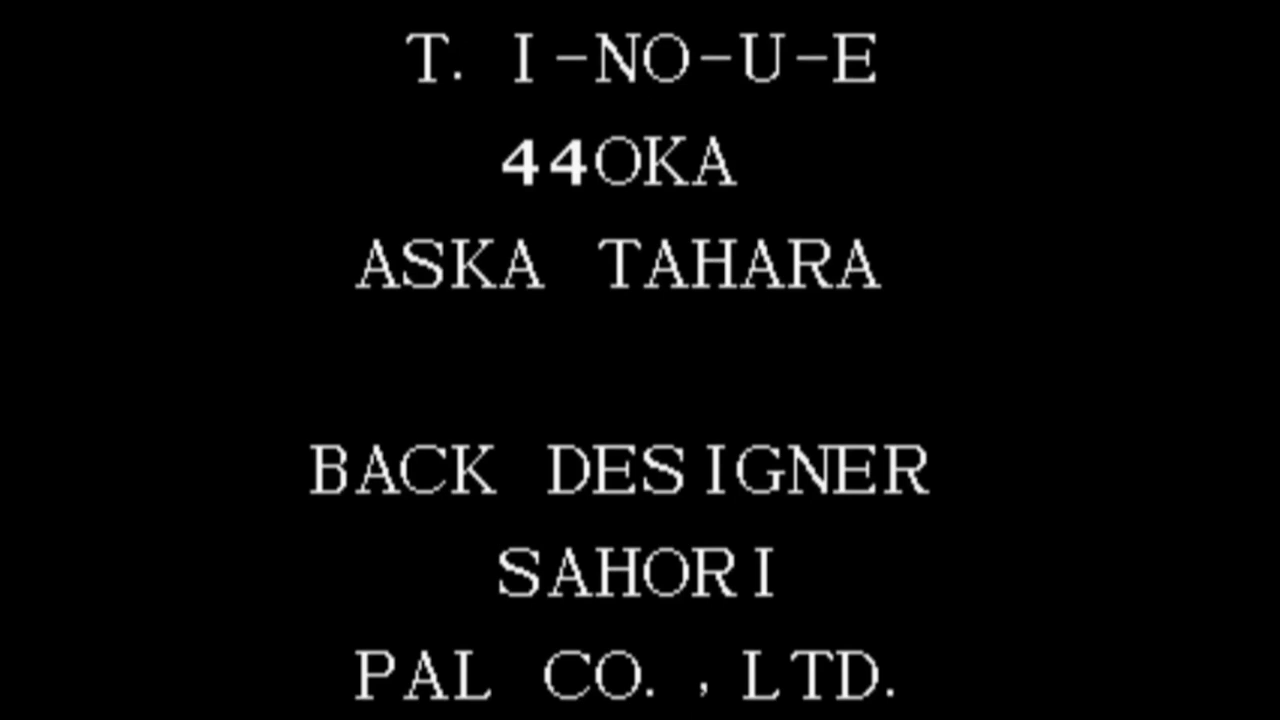 T. I-NO-U-E
44OKA
ASKA TAHARA
BACK DESIGNER
SAHORI
PAL CO.,LTD.